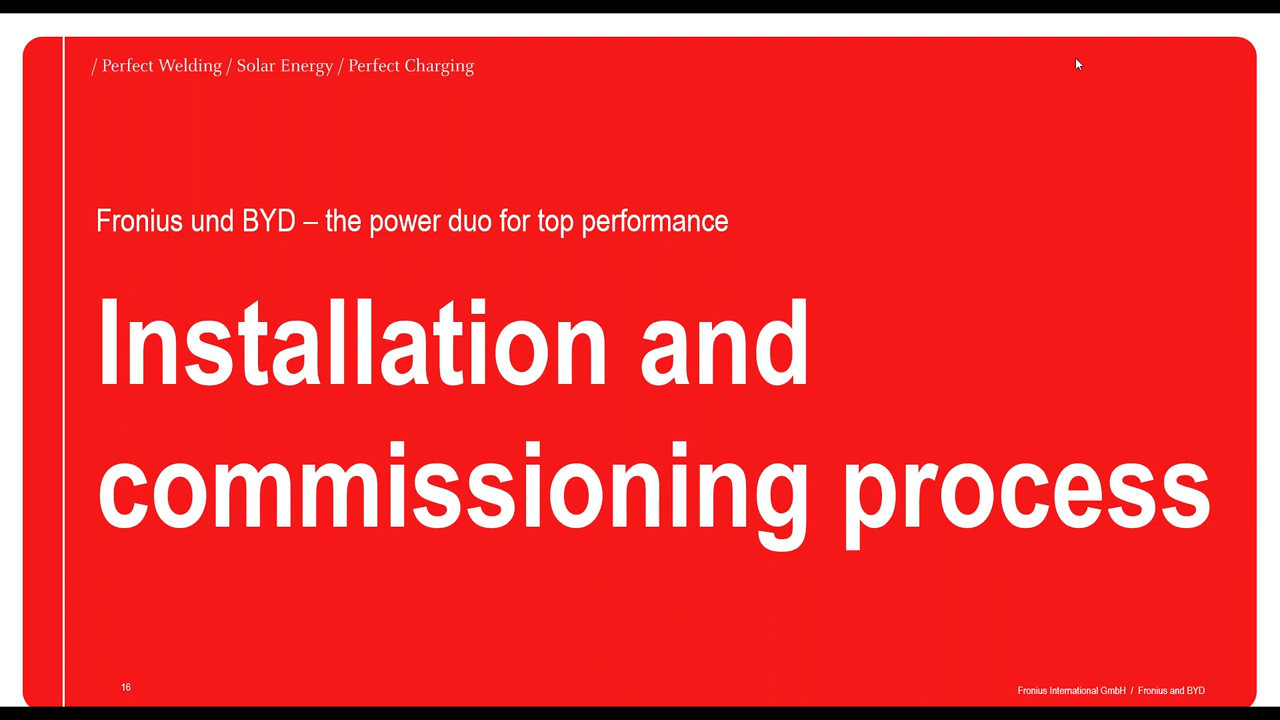 / Perfect Welding / Solar Energy / Perfect Charging
Fronius und BYD – the power duo for top performance
Installation and
commissioning process
16
Fronius International GmbH / Fronius and BYD